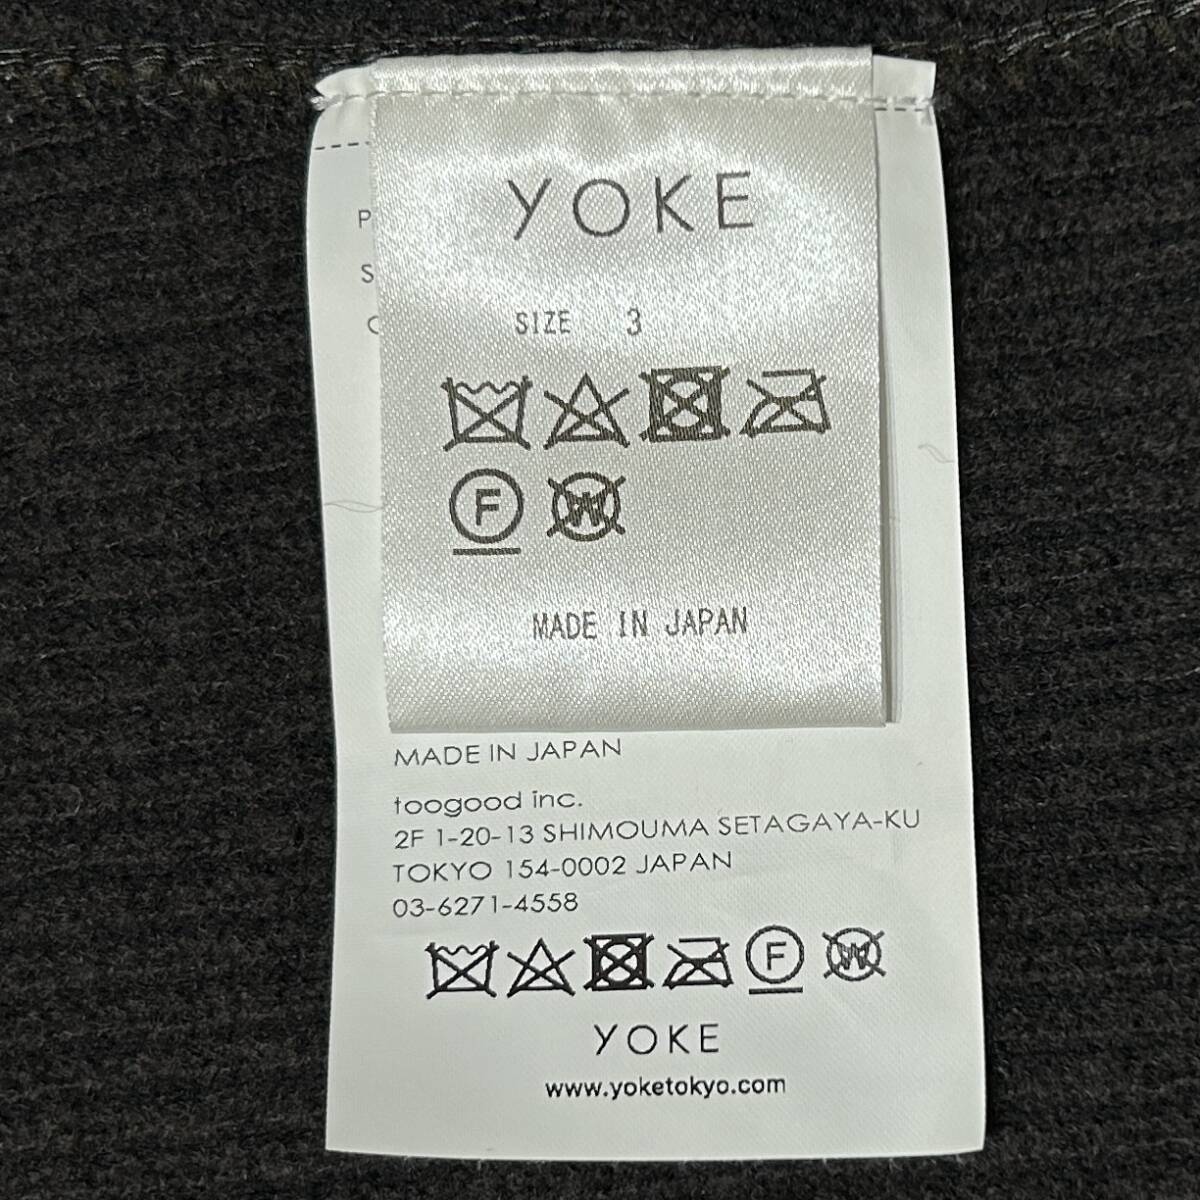 YOKE
SIZE 3
F W
MADE IN JAPAN
P
S
C
MADE IN JAPAN
toogood inc.
2F 1-20-13 SHIMOUMA SETAGAYA-KU
TOKYO 154-0002 JAPAN
03-6271-4558
F W
YOKE
www.yoketokyo.com